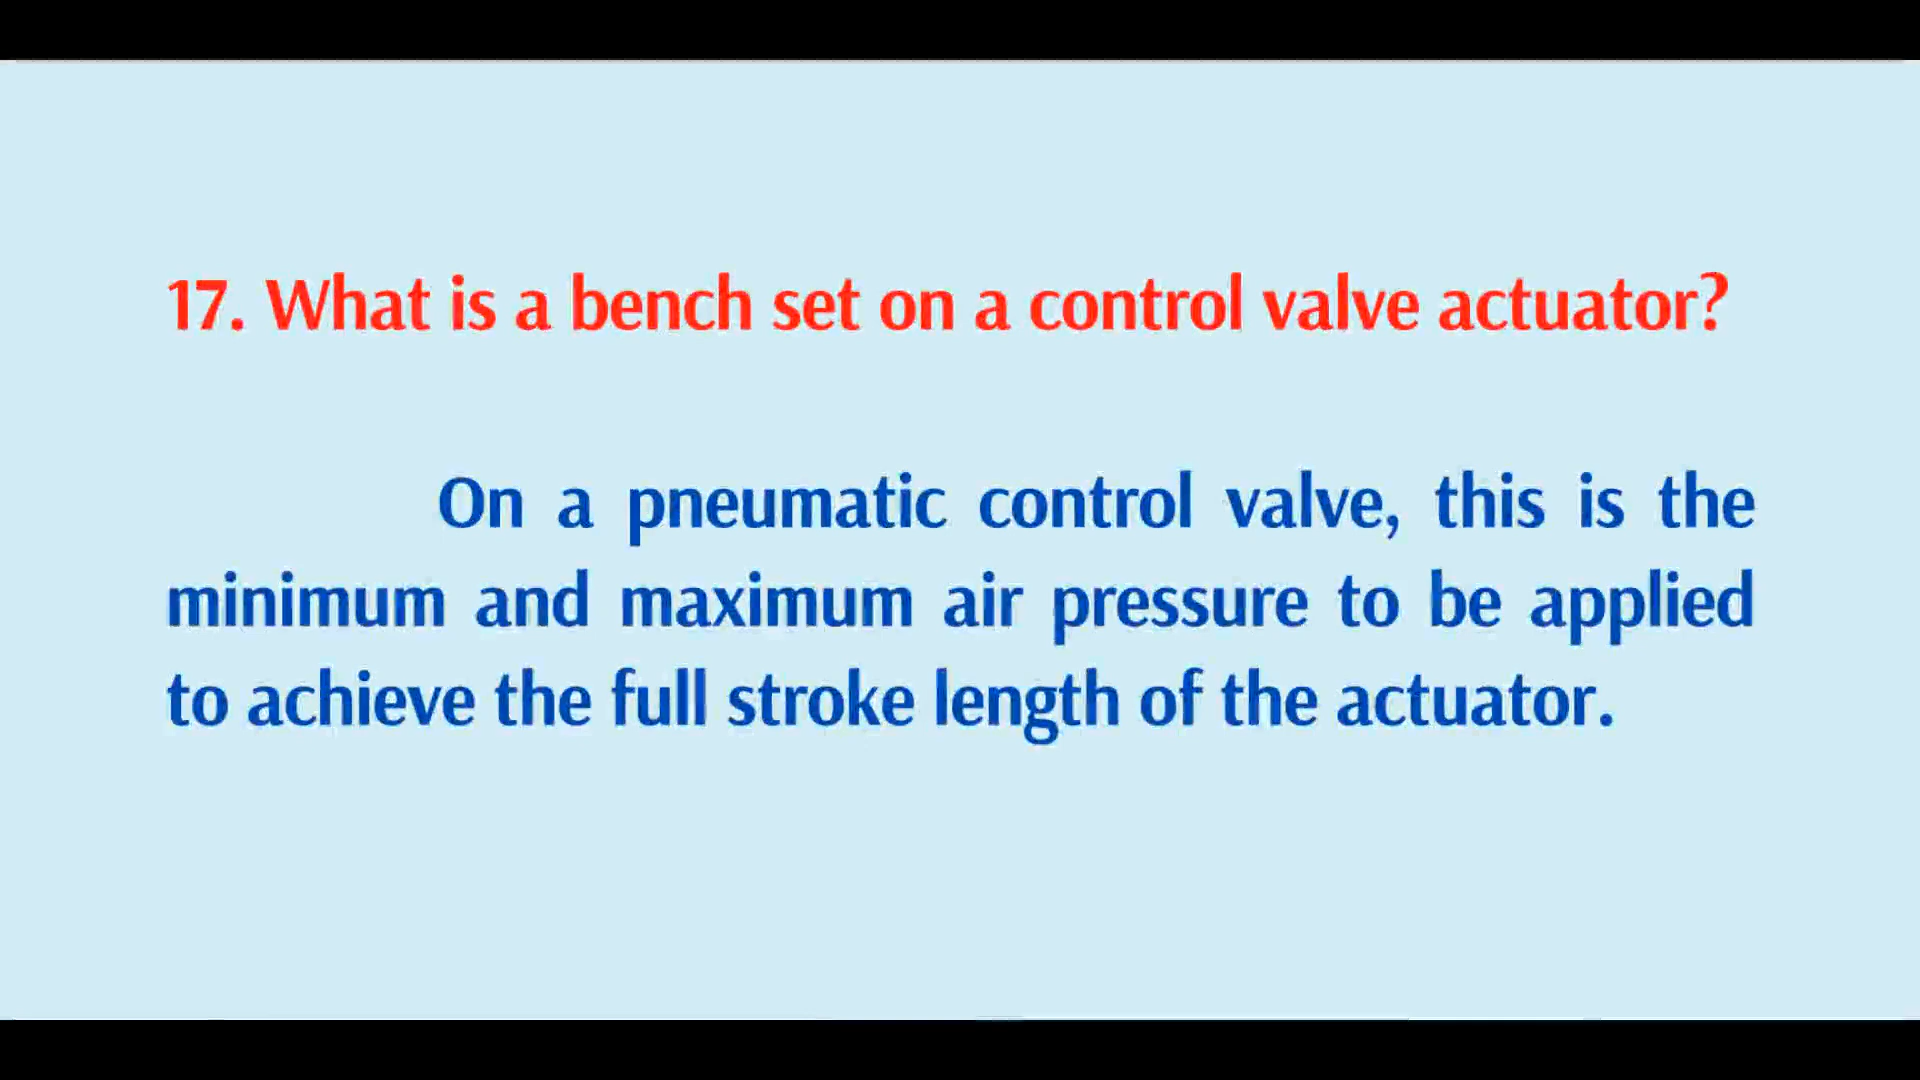 17. What is a bench set on a control valve actuator?
On a pneumatic control valve, this is the
minimum and maximum air pressure to be applied
to achieve the full stroke length of the actuator.